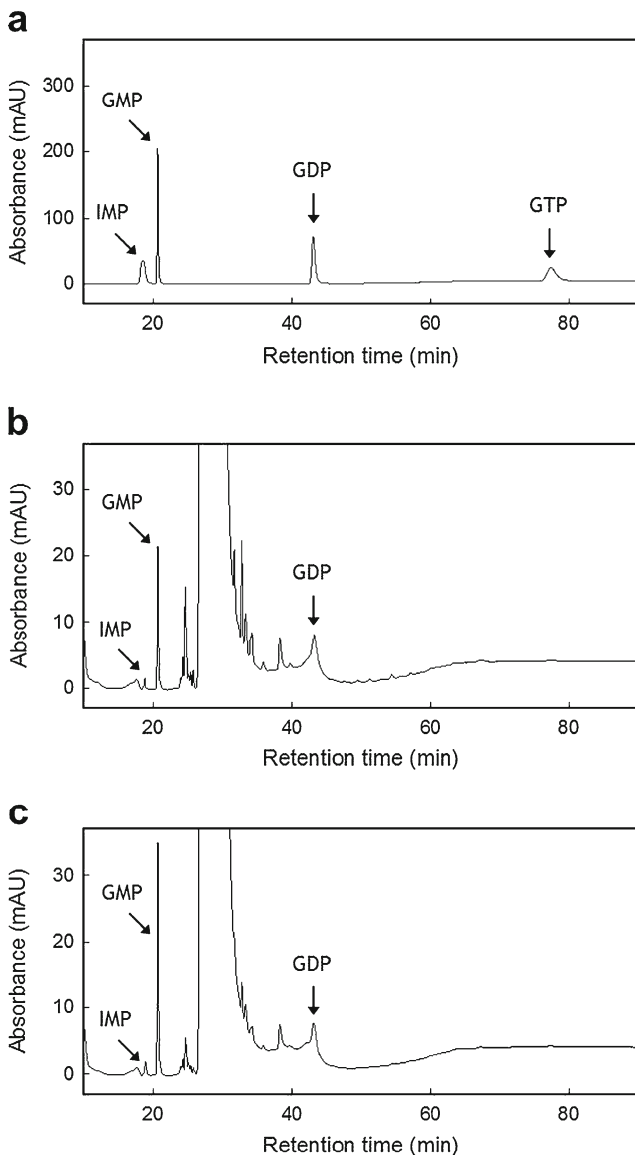 a
Absorbance (mAU)
300
200
100
0
GMP
IMP
GDP
GTP
20 40 60 80
Retention time (min)
b
Absorbance (mAU)
30
20
10
0
GMP
IMP
GDP
20 40 60 80
Retention time (min)
c
Absorbance (mAU)
30
20
10
0
GMP
IMP
GDP
20 40 60 80
Retention time (min)